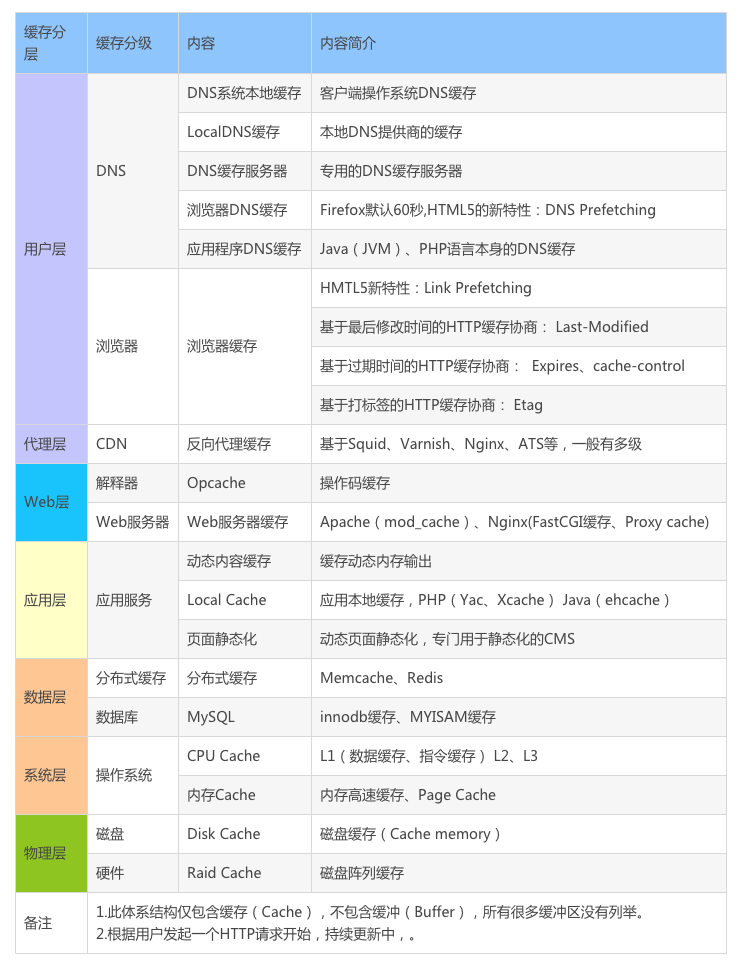 缓存分层 缓存分级 内容 内容简介
用户层 DNS DNS系统本地缓存 客户端操作系统DNS缓存
LocalDNS缓存 本地DNS提供商的缓存
DNS缓存服务器 专用的DNS缓存服务器
浏览器DNS缓存 Firefox默认60秒,HTML5的新特性：DNS Prefetching
应用程序DNS缓存 Java（JVM）、PHP语言本身的DNS缓存
浏览器 浏览器缓存 HMTL5新特性：Link Prefetching
基于最后修改时间的HTTP缓存协商： Last-Modified
基于过期时间的HTTP缓存协商： Expires、cache-control
基于打标签的HTTP缓存协商： Etag
代理层 CDN 反向代理缓存 基于Squid、Varnish、Nginx、ATS等，一般有多级
Web层 解释器 Opcache 操作码缓存
Web服务器 Web服务器缓存 Apache（mod_cache）、Nginx(FastCGI缓存、Proxy cache)
应用层 应用服务 动态内容缓存 缓存动态内存输出
Local Cache 应用本地缓存，PHP（Yac、Xcache） Java（ehcache）
页面静态化 动态页面静态化，专门用于静态化的CMS
数据层 分布式缓存 分布式缓存 Memcache、Redis
数据库 MySQL innodb缓存、MYISAM缓存
系统层 操作系统 CPU Cache L1（数据缓存、指令缓存） L2、L3
内存Cache 内存高速缓存、Page Cache
物理层 磁盘 Disk Cache 磁盘缓存（Cache memory）
硬件 Raid Cache 磁盘阵列缓存
备注 1.此体系结构仅包含缓存（Cache），不包含缓冲（Buffer），所有很多缓冲区没有列举。
2.根据用户发起一个HTTP请求开始，持续更新中，。